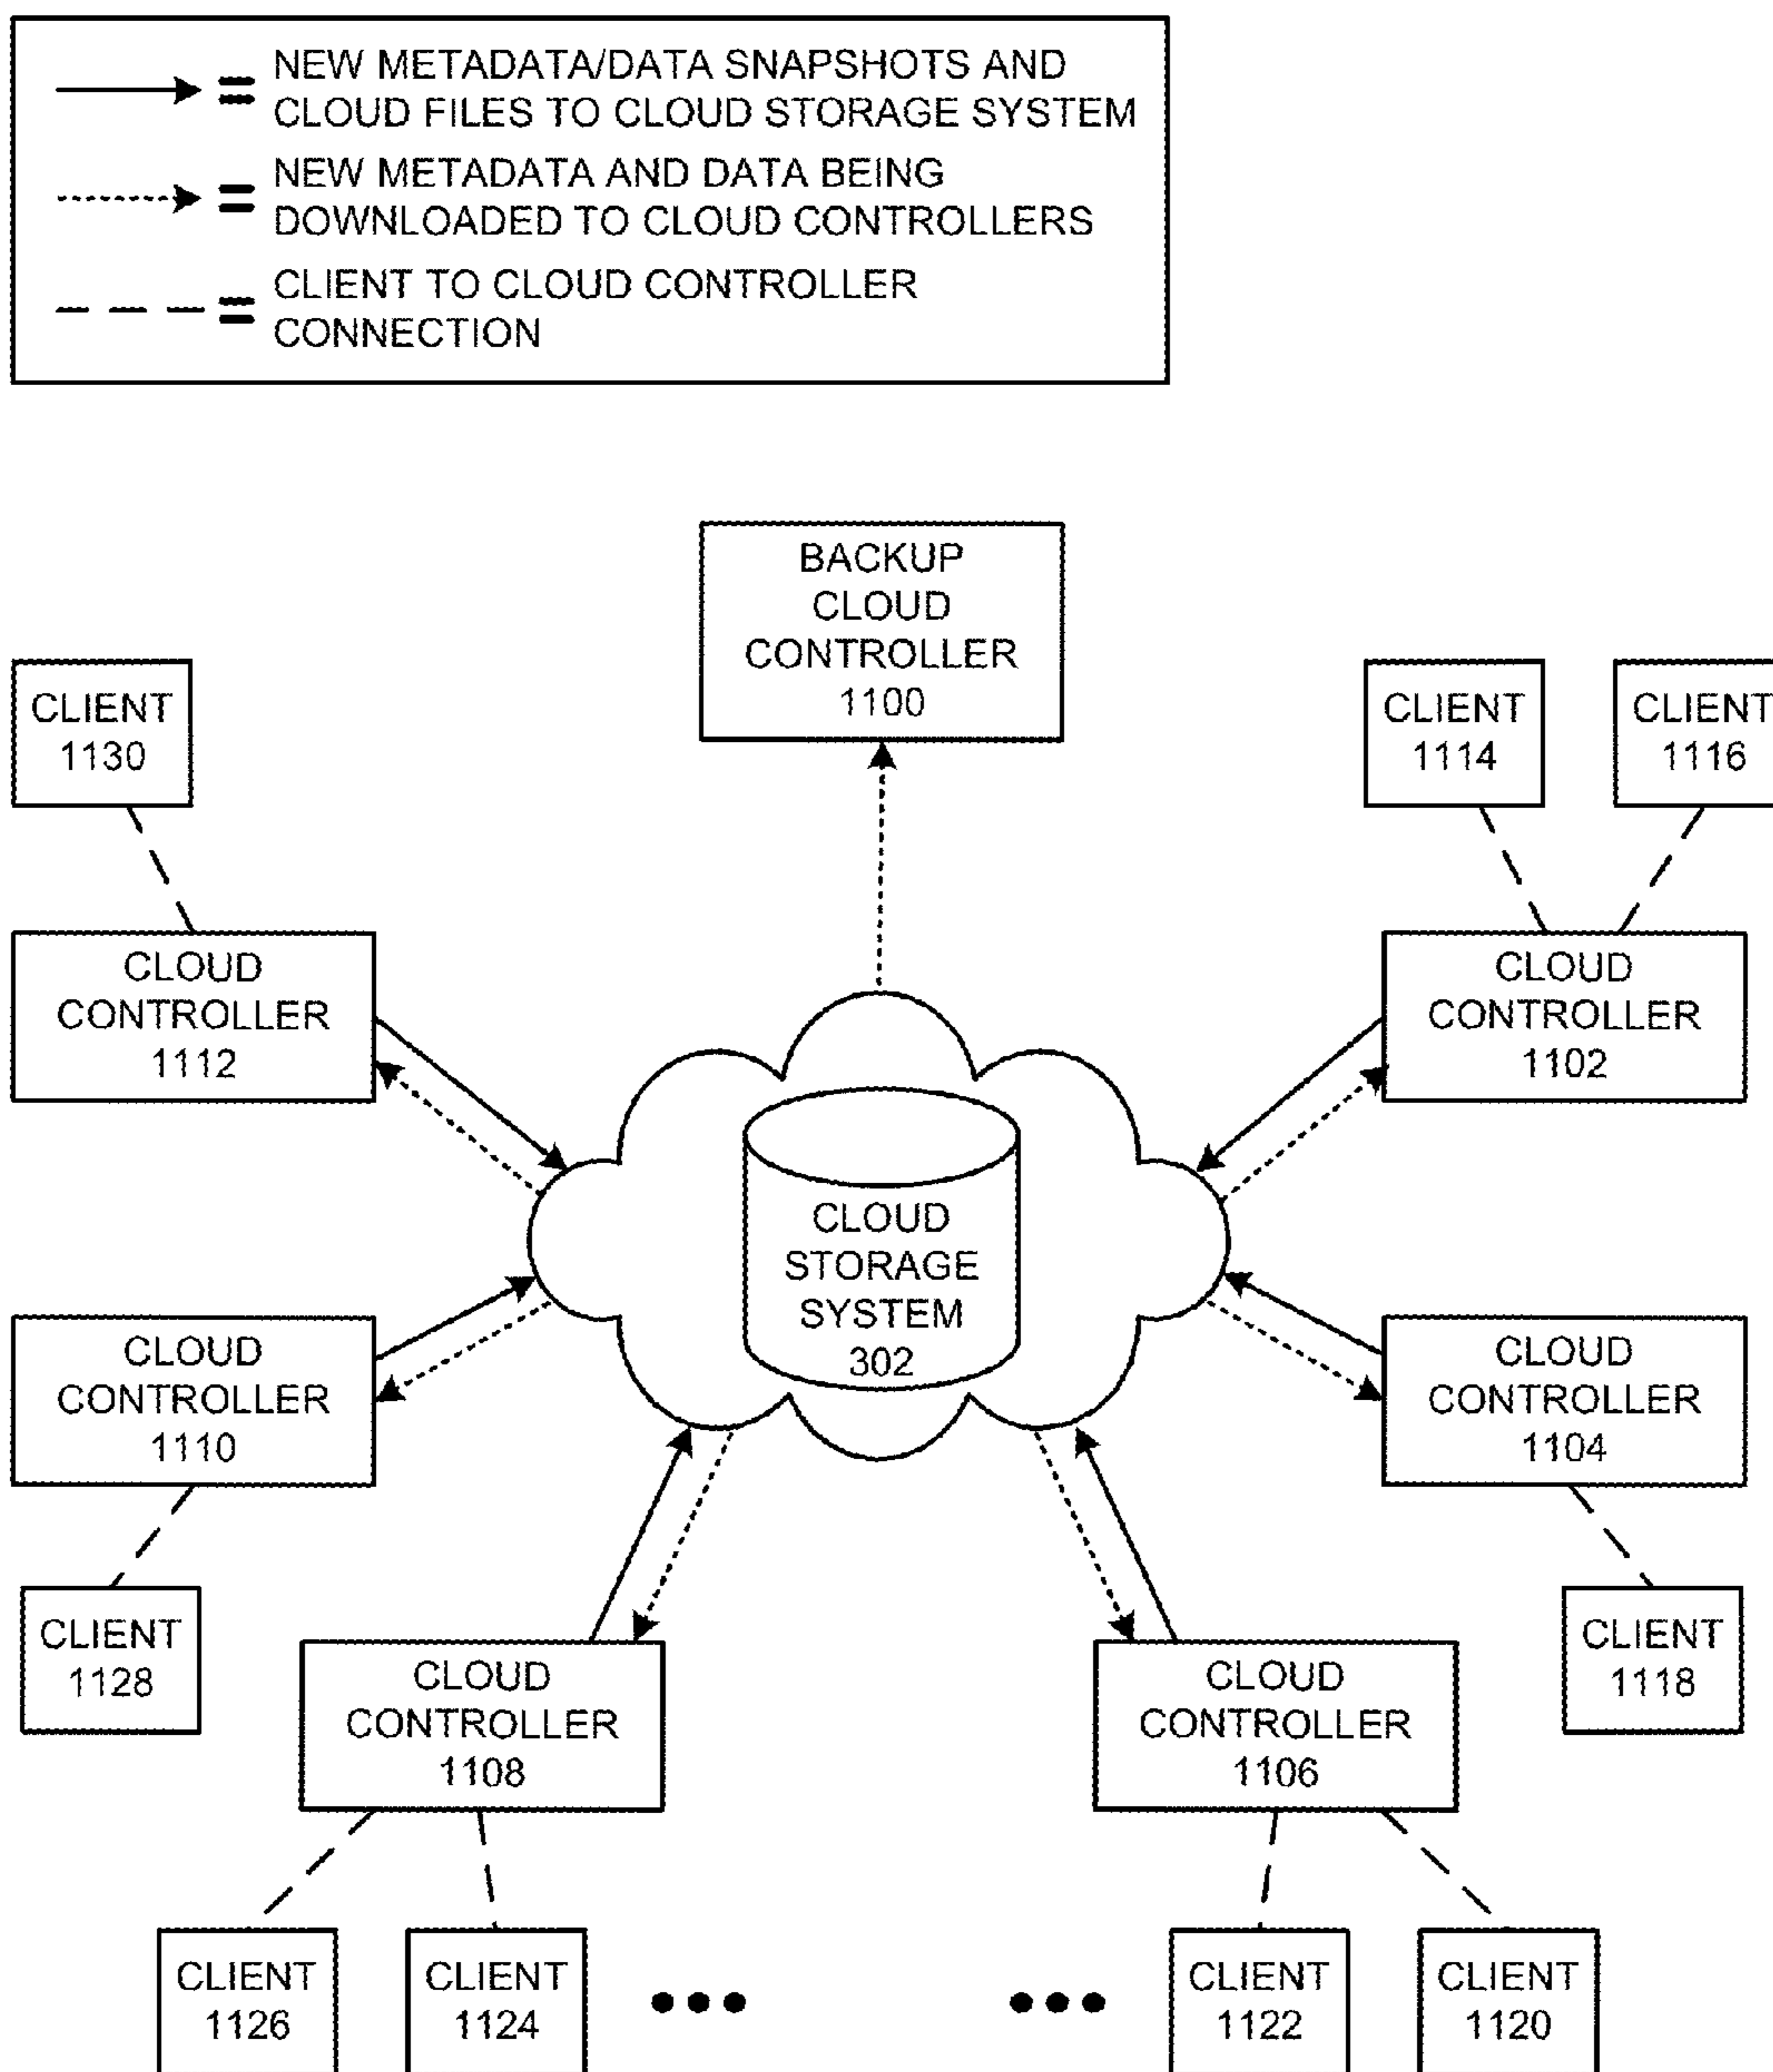 = NEW METADATA/DATA SNAPSHOTS AND
CLOUD FILES TO CLOUD STORAGE SYSTEM
= NEW METADATA AND DATA BEING
DOWNLOADED TO CLOUD CONTROLLERS
= CLIENT TO CLOUD CONTROLLER
CONNECTION
BACKUP
CLOUD
CONTROLLER
1100
CLIENT
1130
CLIENT
1114
CLIENT
1116
CLOUD
CONTROLLER
1112
CLOUD
CONTROLLER
1102
CLOUD
STORAGE
SYSTEM
302
CLOUD
CONTROLLER
1110
CLOUD
CONTROLLER
1104
CLIENT
1128
CLIENT
1118
CLOUD
CONTROLLER
1108
CLOUD
CONTROLLER
1106
CLIENT
1126
CLIENT
1124
•••
•••
CLIENT
1122
CLIENT
1120